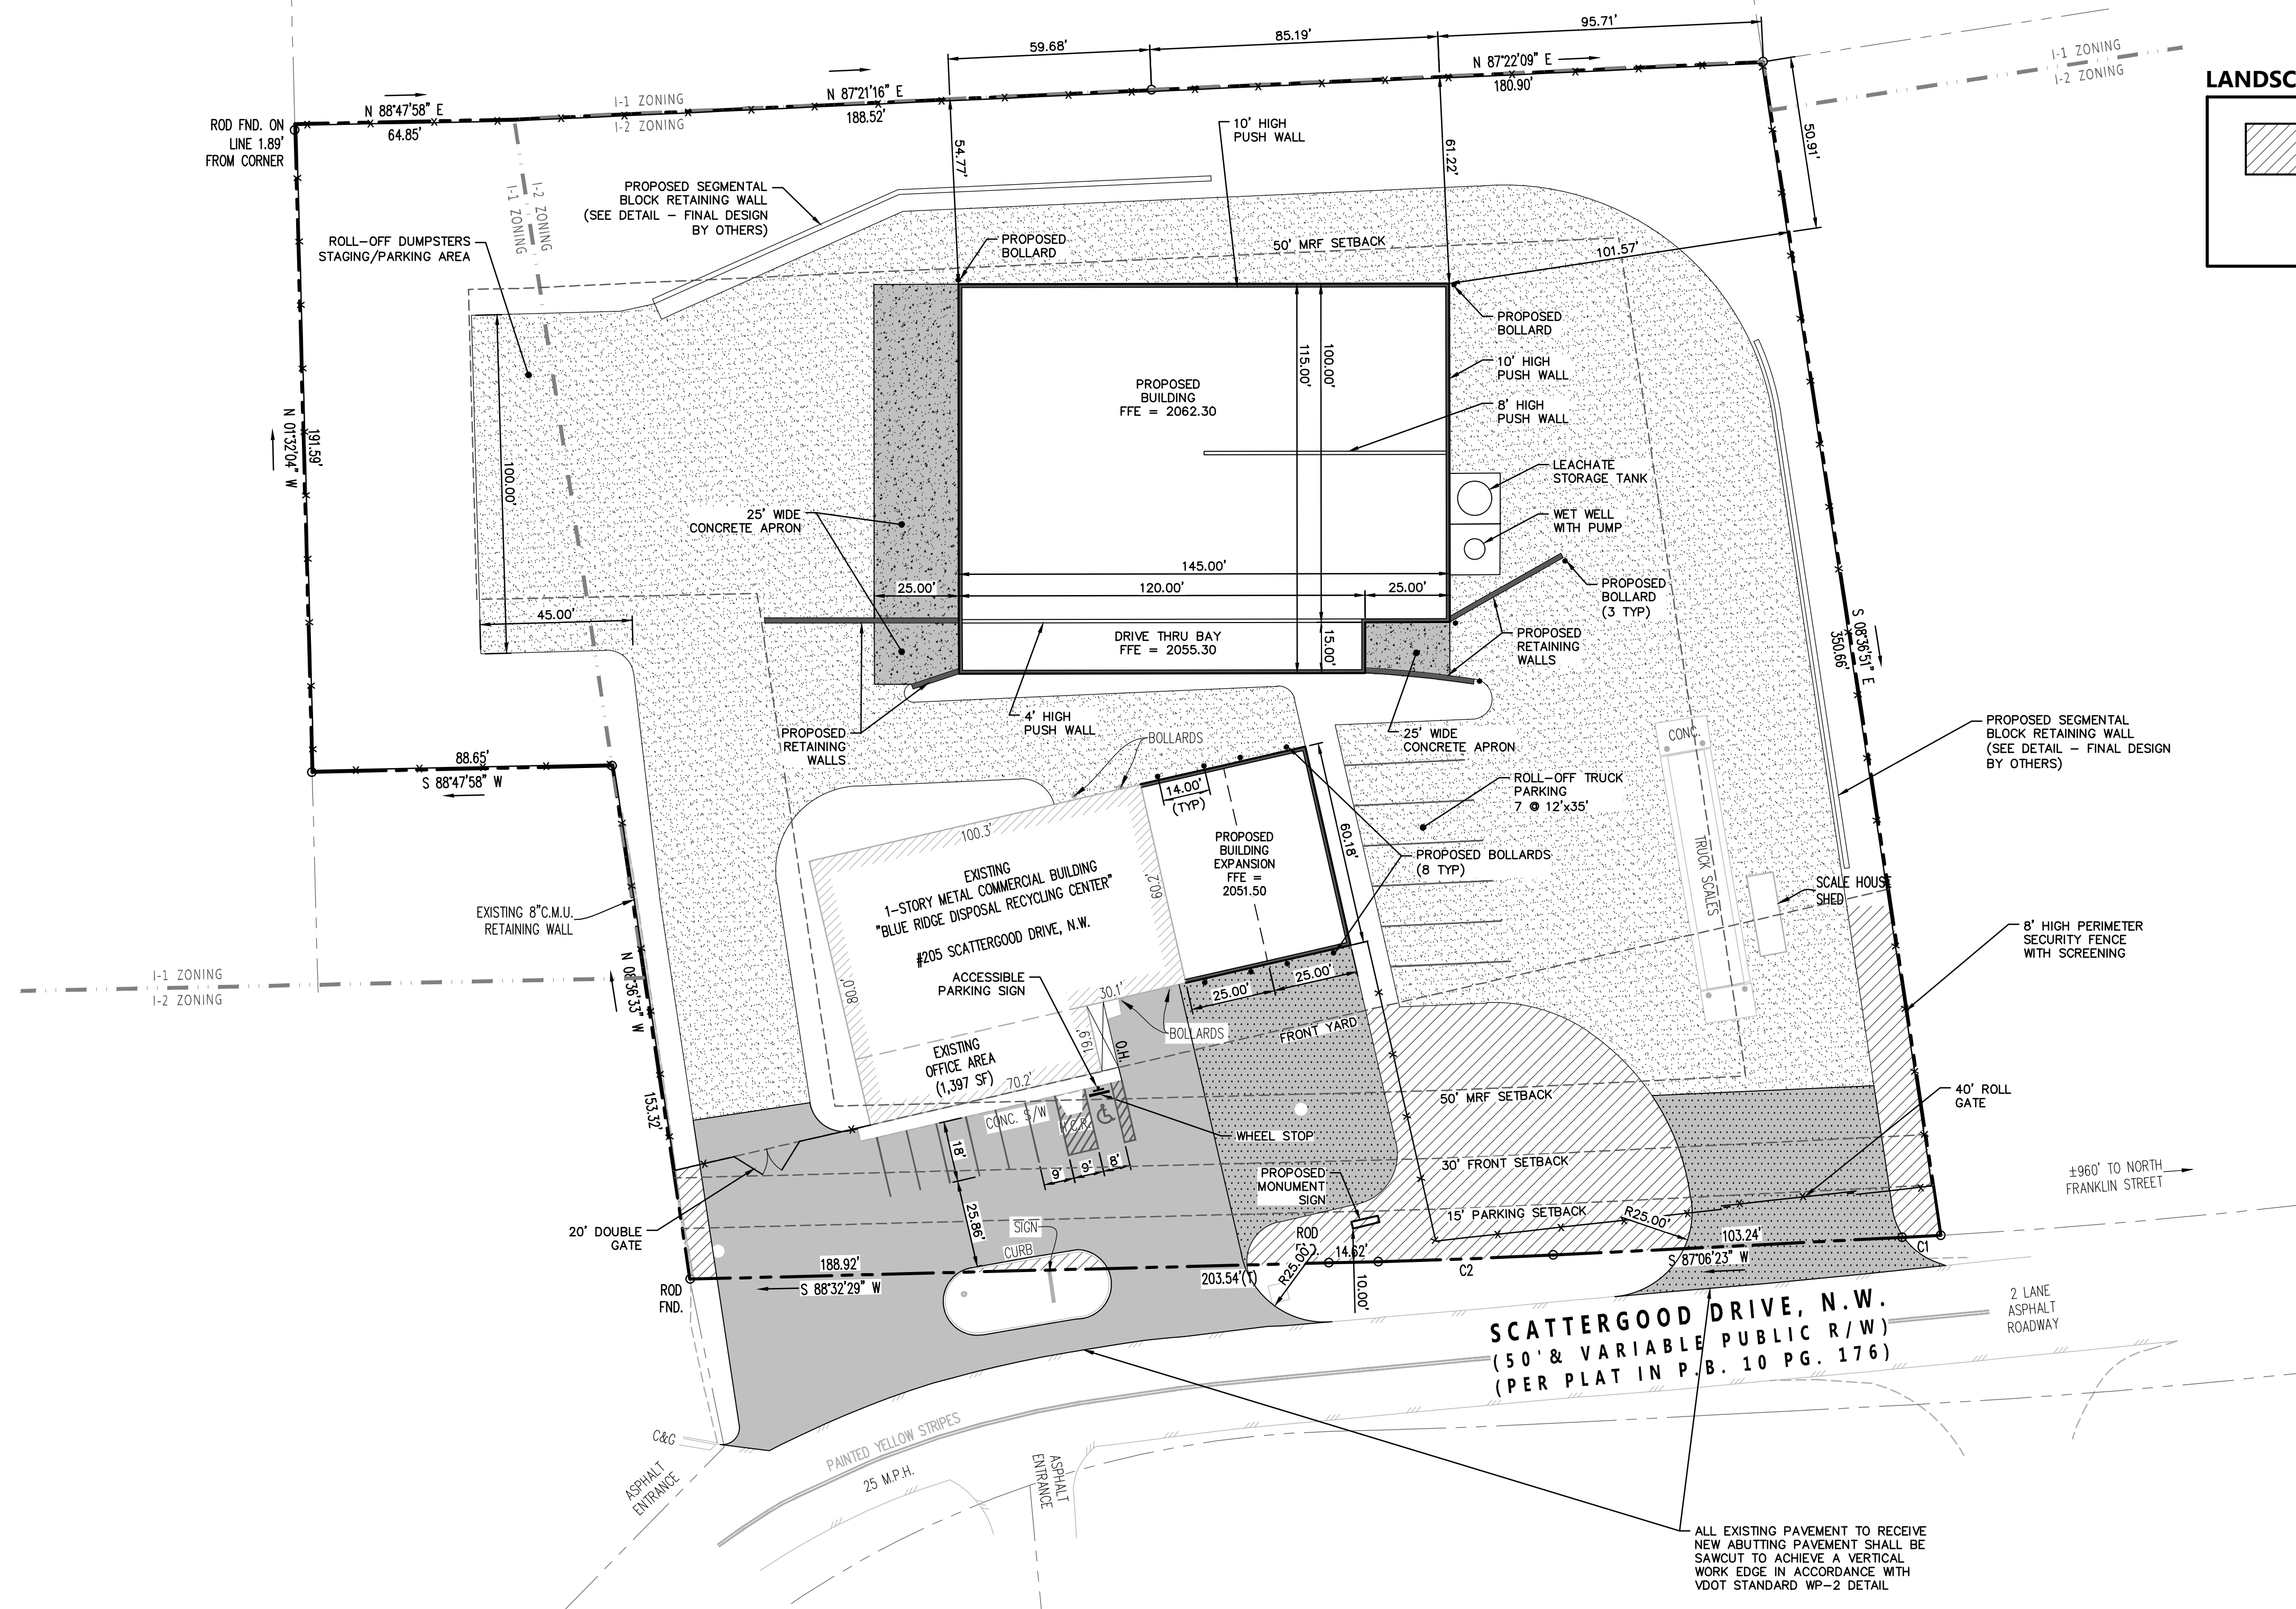 95.71'
85.19'
59.68'
I-1 ZONING
I-2 ZONING
LANDSC
N 87°22'09" E
180.90'
N 87°21'16" E
188.52'
I-1 ZONING
I-2 ZONING
N 88°47'58" E
64.85'
ROD FND. ON
LINE 1.89'
FROM CORNER
10' HIGH
PUSH WALL
50.91'
54.77'
61.22'
I-1 ZONING
I-2 ZONING
PROPOSED SEGMENTAL
BLOCK RETAINING WALL
(SEE DETAIL – FINAL DESIGN
BY OTHERS)
ROLL-OFF DUMPSTERS
STAGING/PARKING AREA
PROPOSED
BOLLARD
50' MRF SETBACK
101.57'
PROPOSED
BOLLARD
10' HIGH
PUSH WALL
8' HIGH
PUSH WALL
115.00'
100.00'
PROPOSED
BUILDING
FFE = 2062.30
N 01°32'04" W
191.59'
100.00'
LEACHATE
STORAGE TANK
WET WELL
WITH PUMP
25' WIDE
CONCRETE APRON
145.00'
25.00'
120.00'
25.00'
PROPOSED
BOLLARD
(3 TYP)
45.00'
DRIVE THRU BAY
FFE = 2055.30
15.00'
PROPOSED
RETAINING
WALLS
S 08°36'51" E
350.66'
4' HIGH
PUSH WALL
PROPOSED
RETAINING
WALLS
BOLLARDS
25' WIDE
CONCRETE APRON
CONC.
PROPOSED SEGMENTAL
BLOCK RETAINING WALL
(SEE DETAIL – FINAL DESIGN
BY OTHERS)
88.65'
S 88°47'58" W
14.00'
(TYP)
ROLL-OFF TRUCK
PARKING
7 @ 12'x35'
100.3'
PROPOSED
BUILDING
EXPANSION
FFE =
2051.50
60.18'
60.2'
PROPOSED BOLLARDS
(8 TYP)
TRUCK SCALES
SCALE HOUSE
SHED
EXISTING
1-STORY METAL COMMERCIAL BUILDING
"BLUE RIDGE DISPOSAL RECYCLING CENTER"
#205 SCATTERGOOD DRIVE, N.W.
EXISTING 8"C.M.U.
RETAINING WALL
8' HIGH PERIMETER
SECURITY FENCE
WITH SCREENING
I-1 ZONING
I-2 ZONING
N 08°36'33" W
153.32'
80.0'
ACCESSIBLE
PARKING SIGN
30.1'
25.00'
25.00'
BOLLARDS
FRONT YARD
19.9'
O.H.
EXISTING
OFFICE AREA
(1,397 SF)
70.2'
CONC. S/W
H.C.R.
50' MRF SETBACK
40' ROLL
GATE
WHEEL STOP
18'
9'
9'
8'
30' FRONT SETBACK
PROPOSED
MONUMENT
SIGN
±960' TO NORTH
FRANKLIN STREET
20' DOUBLE
GATE
25.86'
SIGN
CURB
15' PARKING SETBACK
R25.00'
ROD
14.62'
R25.00'
10.00'
103.24'
S 87°06'23" W
C1
C2
188.92'
S 88°32'29" W
203.54'(T)
ROD
FND.
SCATTERGOOD DRIVE, N.W.
(50'& VARIABLE PUBLIC R/W)
(PER PLAT IN P.B. 10 PG. 176)
2 LANE
ASPHALT
ROADWAY
C&G
PAINTED YELLOW STRIPES
25 M.P.H.
ASPHALT
ENTRANCE
ASPHALT
ENTRANCE
ALL EXISTING PAVEMENT TO RECEIVE
NEW ABUTTING PAVEMENT SHALL BE
SAWCUT TO ACHIEVE A VERTICAL
WORK EDGE IN ACCORDANCE WITH
VDOT STANDARD WP-2 DETAIL